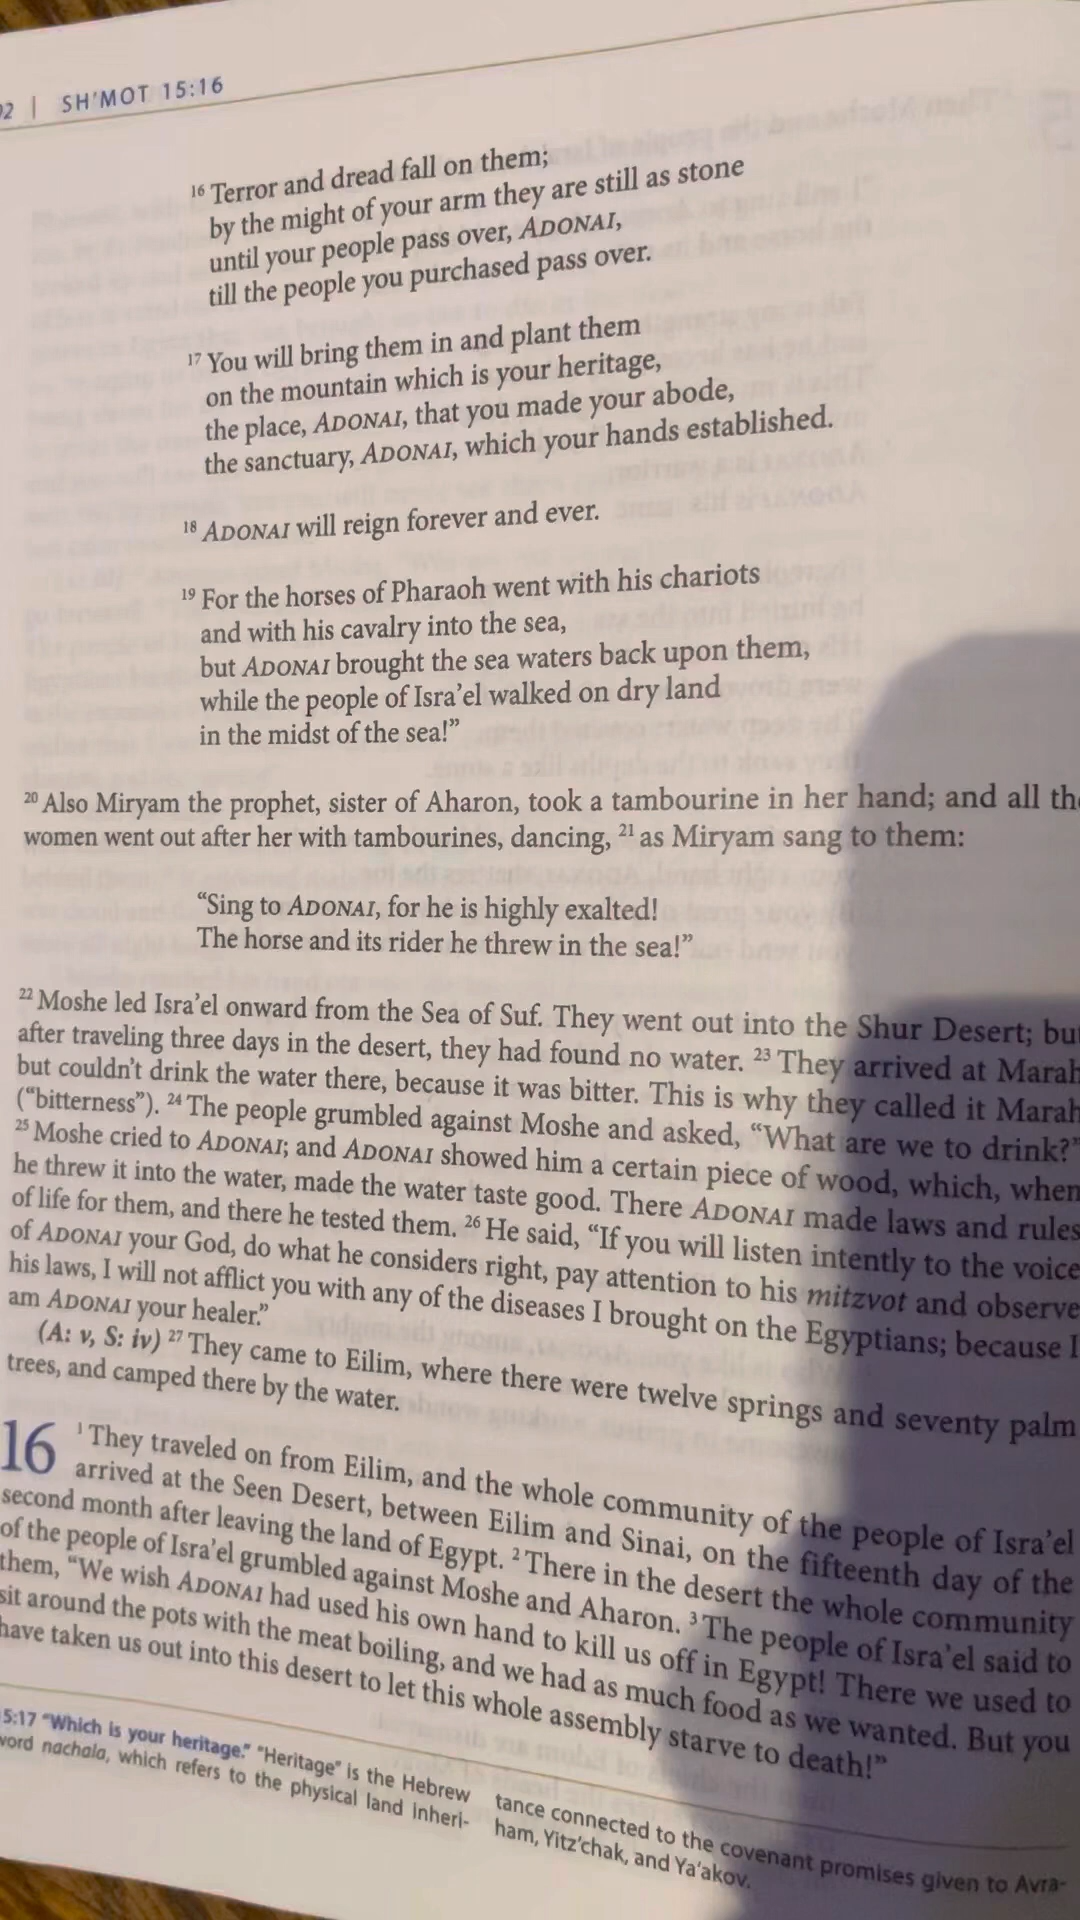 02 | SH'MOT 15:16
16 Terror and dread fall on them;
by the might of your arm they are still as stone
until your people pass over, ADONAI,
till the people you purchased pass over.
17 You will bring them in and plant them
on the mountain which is your heritage,
the place, ADONAI, that you made your abode,
the sanctuary, ADONAI, which your hands established.
18 ADONAI will reign forever and ever.
19 For the horses of Pharaoh went with his chariots
and with his cavalry into the sea,
but ADONAI brought the sea waters back upon them,
while the people of Isra'el walked on dry land
in the midst of the sea!"
20 Also Miryam the prophet, sister of Aharon, took a tambourine in her hand; and all the
women went out after her with tambourines, dancing, 21 as Miryam sang to them:
"Sing to ADONAI, for he is highly exalted!
The horse and its rider he threw in the sea!"
22 Moshe led Isra'el onward from the Sea of Suf. They went out into the Shur Desert; but
after traveling three days in the desert, they had found no water. 23 They arrived at Marah
but couldn't drink the water there, because it was bitter. This is why they called it Marah
("bitterness"). 24 The people grumbled against Moshe and asked, "What are we to drink?"
25 Moshe cried to ADONAI; and ADONAI showed him a certain piece of wood, which, when
he threw it into the water, made the water taste good. There ADONAI made laws and rules
of life for them, and there he tested them. 26 He said, "If you will listen intently to the voice
of ADONAI your God, do what he considers right, pay attention to his mitzvot and observe
his laws, I will not afflict you with any of the diseases I brought on the Egyptians; because I
am ADONAI your healer."
(A: v, S: iv) 27 They came to Eilim, where there were twelve springs and seventy palm
trees, and camped there by the water.
16 1 They traveled on from Eilim, and the whole community of the people of Isra'el
arrived at the Seen Desert, between Eilim and Sinai, on the fifteenth day of the
second month after leaving the land of Egypt. 2 There in the desert the whole community
of the people of Isra'el grumbled against Moshe and Aharon. 3 The people of Isra'el said to
them, "We wish ADONAI had used his own hand to kill us off in Egypt! There we used to
sit around the pots with the meat boiling, and we had as much food as we wanted. But you
have taken us out into this desert to let this whole assembly starve to death!"
5:17 "Which is your heritage." "Heritage" is the Hebrew
word nachala, which refers to the physical land inheri-
tance connected to the covenant promises given to Avra-
ham, Yitz'chak, and Ya'akov.